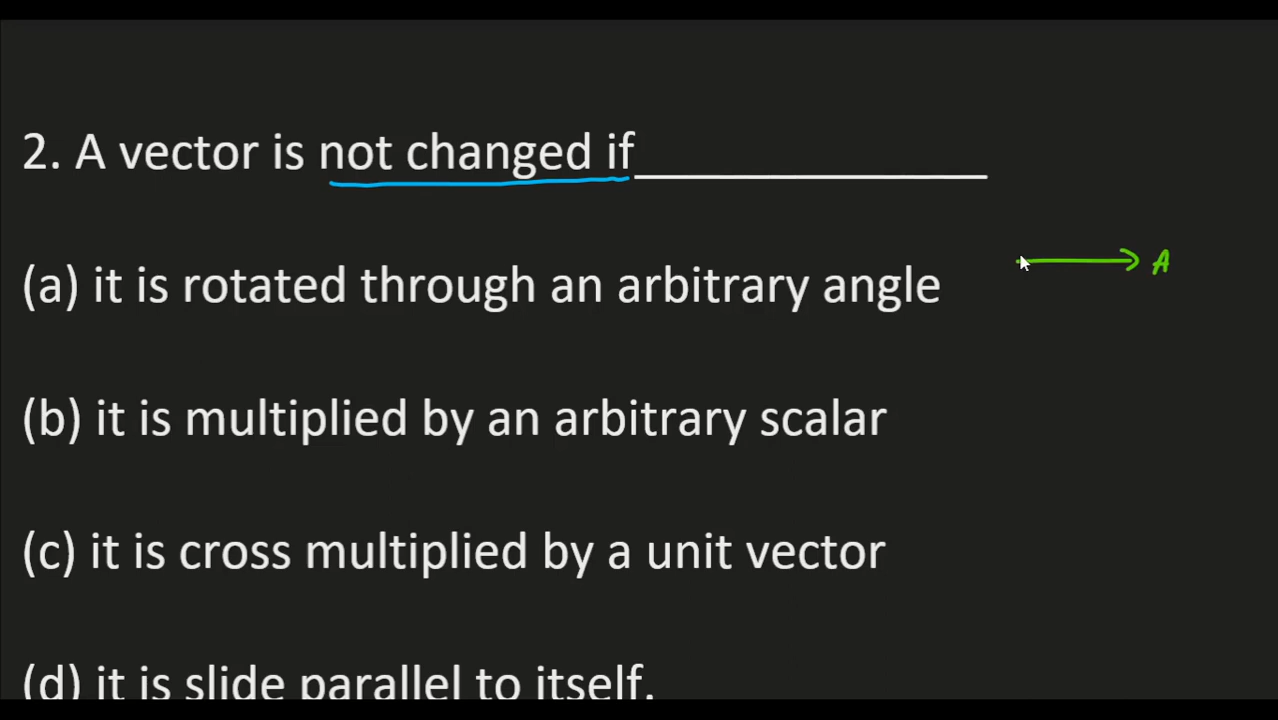 2. A vector is not changed if_______________
(a) it is rotated through an arbitrary angle
A
(b) it is multiplied by an arbitrary scalar
(c) it is cross multiplied by a unit vector
(d) it is slide parallel to itself.